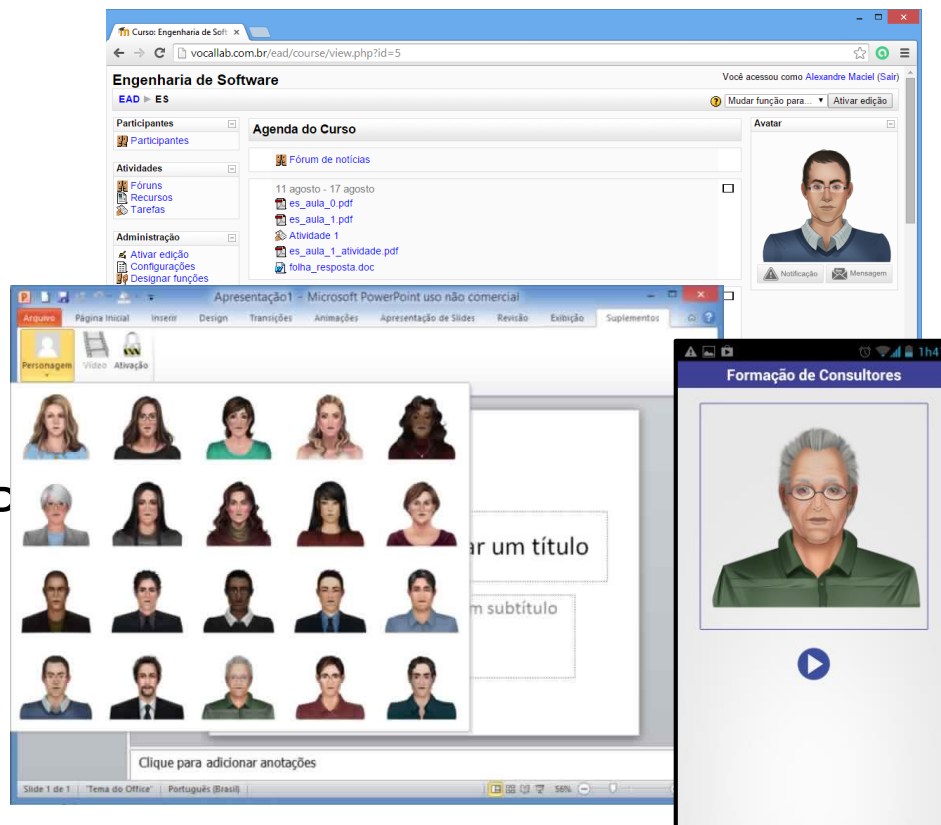 Curso: Engenharia de Soft
vocallab.com.br/ead/course/view.php?id=5
Engenharia de Software
Você acessou como Alexandre Maciel (Sair)
EAD ► ES
Mudar função para...
Ativar edição
Participantes
Participantes
Atividades
Fóruns
Recursos
Tarefas
Administração
Ativar edição
Configurações
Designar funções
Agenda do Curso
Fórum de notícias
11 agosto - 17 agosto
es_aula_0.pdf
es_aula_1.pdf
Atividade 1
es_aula_1_atividade.pdf
folha_resposta.doc
Avatar
Notificação
Mensagem
Apresentação1 - Microsoft PowerPoint uso não comercial
Arquivo Página Inicial Inserir Design Transições Animações Apresentação de Slides Revisão Exibição Suplementos
Personagem Vídeo Ativação
ar um título
m subtítulo
Clique para adicionar anotações
Slide 1 de 1 "Tema do Office" Português (Brasil) 56%
1h4
Formação de Consultores